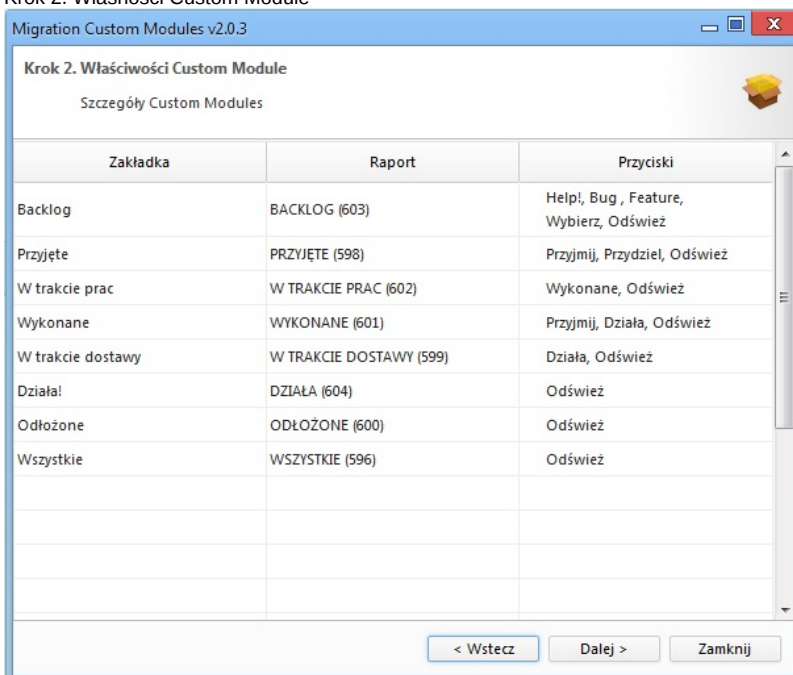 Krok 2. Własności Custom Module
Migration Custom Modules v2.0.3
Krok 2. Właściwości Custom Module
Szczegóły Custom Modules
Zakładka Raport Przyciski
Backlog BACKLOG (603) Help!, Bug , Feature,
Wybierz, Odśwież
Przyjęte PRZYJĘTE (598) Przyjmij, Przydziel, Odśwież
W trakcie prac W TRAKCIE PRAC (602) Wykonane, Odśwież
Wykonane WYKONANE (601) Przyjmij, Działa, Odśwież
W trakcie dostawy W TRAKCIE DOSTAWY (599) Działa, Odśwież
Działa! DZIAŁA (604) Odśwież
Odłożone ODŁOŻONE (600) Odśwież
Wszystkie WSZYSTKIE (596) Odśwież
< Wstecz Dalej > Zamknij